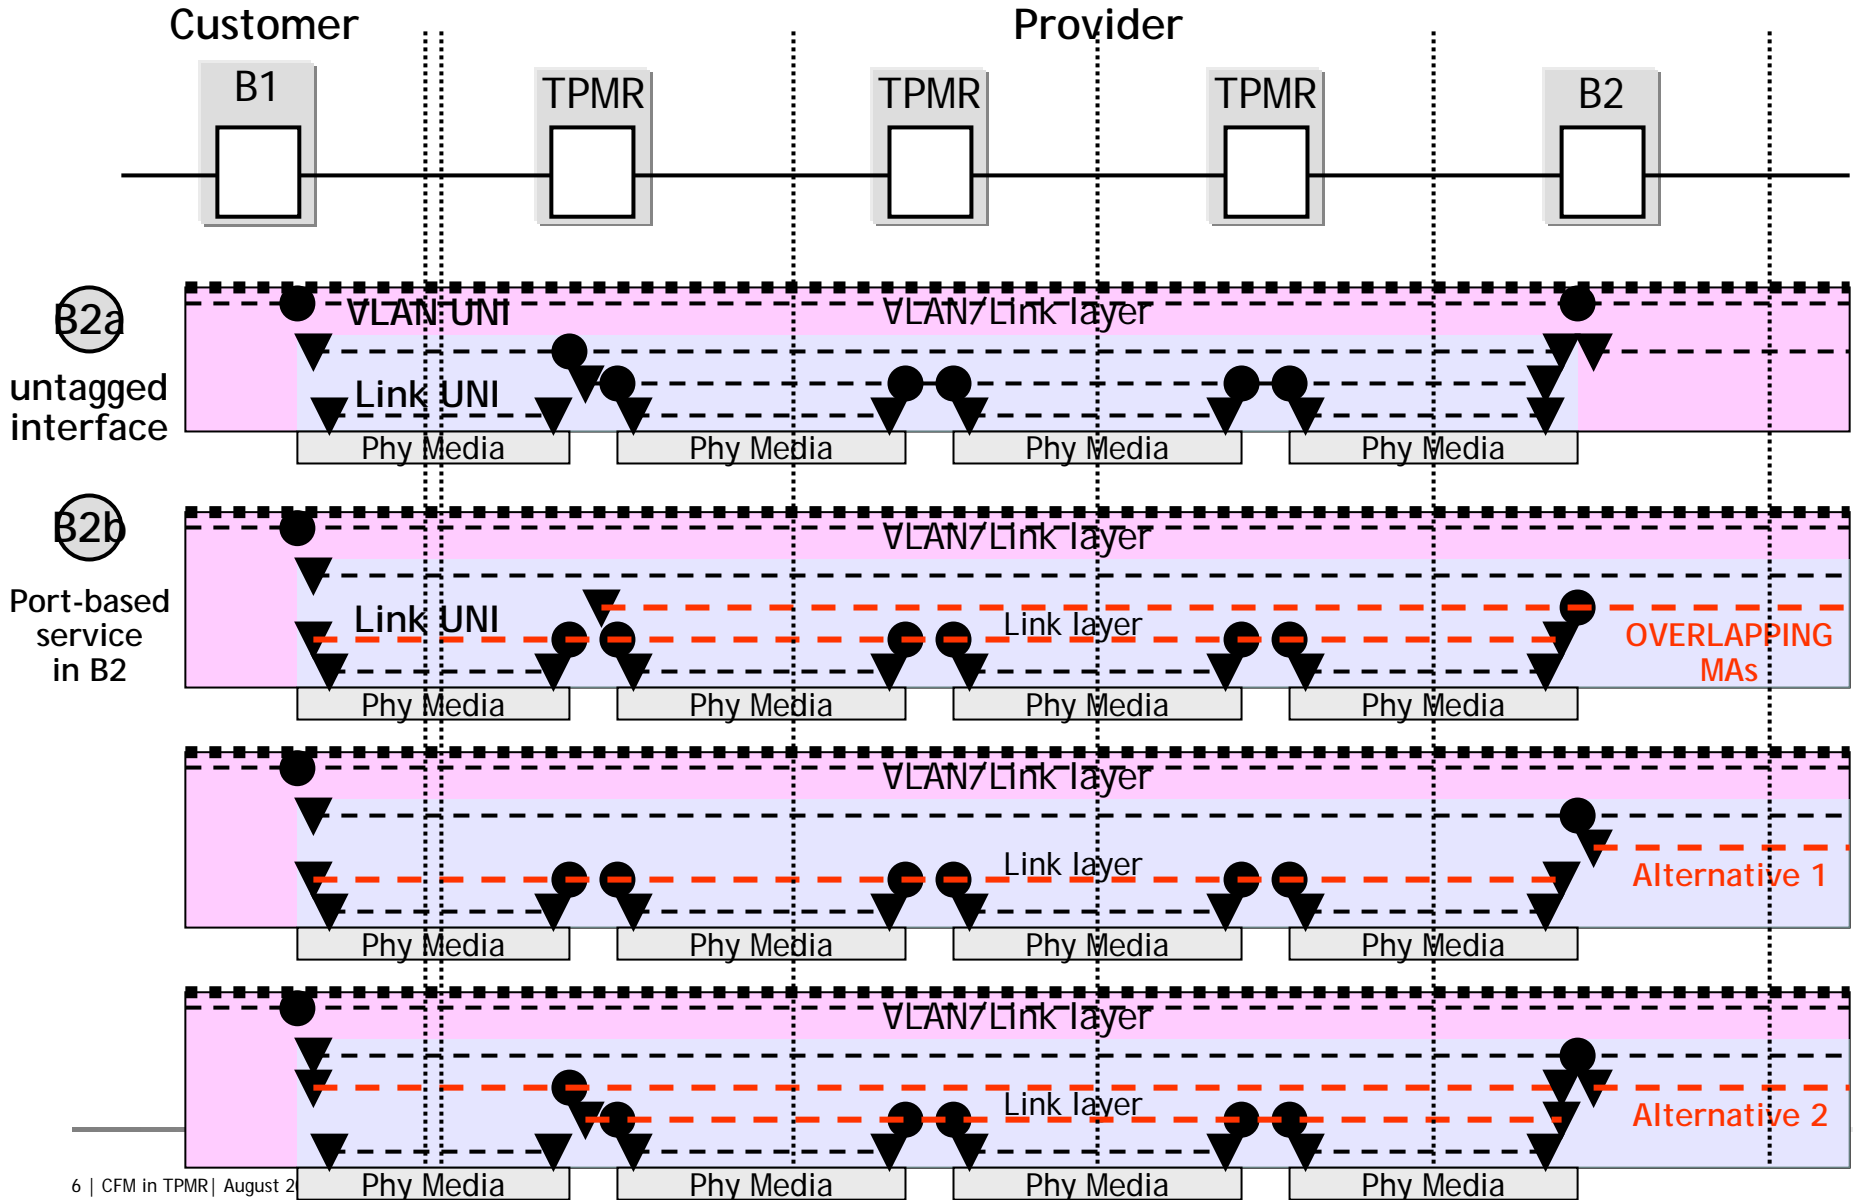 Customer
Provider
B1
TPMR
TPMR
TPMR
B2
B2a
untagged
interface
VLAN UNI
VLAN/Link layer
Link UNI
Phy Media
Phy Media
Phy Media
Phy Media
B2b
Port-based
service
in B2
VLAN/Link layer
Link UNI
Link layer
OVERLAPPING
MAs
Phy Media
Phy Media
Phy Media
Phy Media
VLAN/Link layer
Link layer
Alternative 1
Phy Media
Phy Media
Phy Media
Phy Media
VLAN/Link layer
Link layer
Alternative 2
Phy Media
Phy Media
Phy Media
Phy Media
6 | CFM in TPMR | August